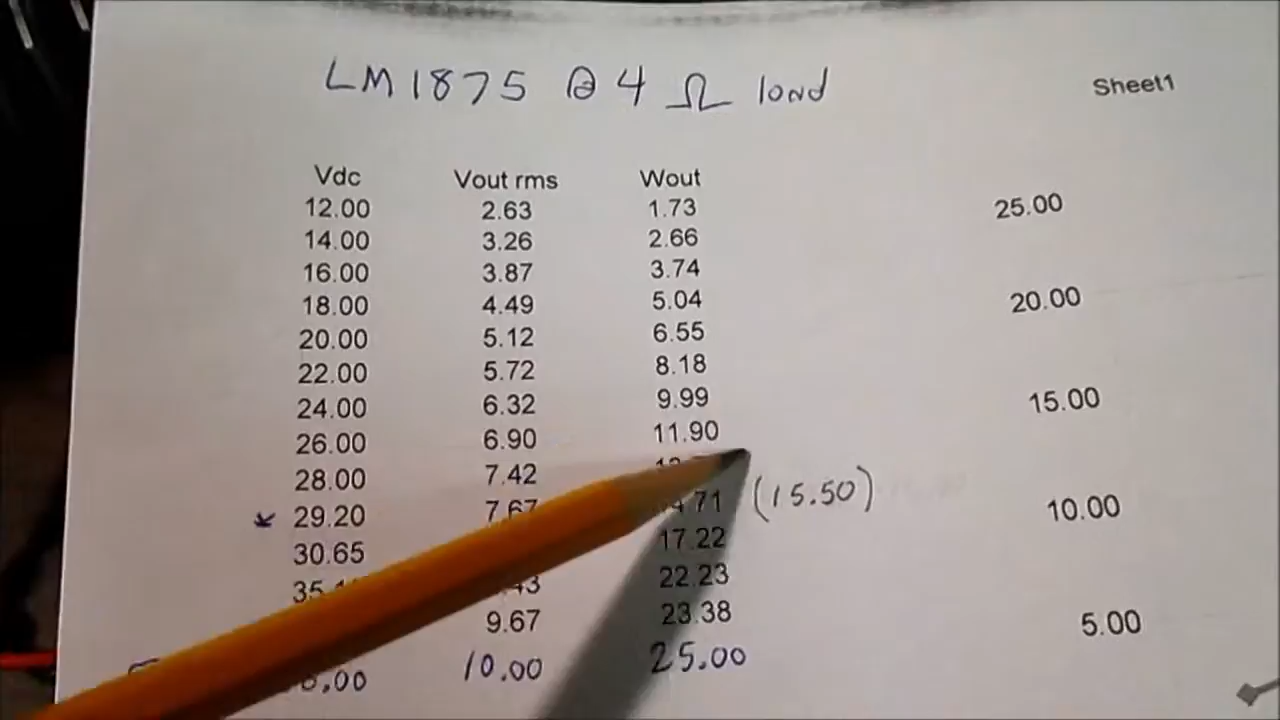 LM1875 @ 4 Ω load
Sheet1
Vdc Vout rms Wout
12.00 2.63 1.73 25.00
14.00 3.26 2.66
16.00 3.87 3.74
18.00 4.49 5.04 20.00
20.00 5.12 6.55
22.00 5.72 8.18
24.00 6.32 9.99 15.00
26.00 6.90 11.90
28.00 7.42
29.20 7.67 (15.50) 10.00
30.65 17.22
22.23
9.67 23.38 5.00
10.00 25.00